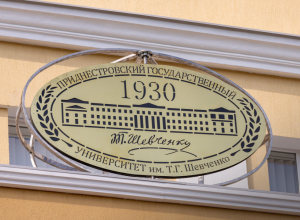 ПРИДНЕСТРОВСКИЙ ГОСУДАРСТВЕННЫЙ
1930
Т.Шевченко
УНИВЕРСИТЕТ им. Т.Г. Шевченко